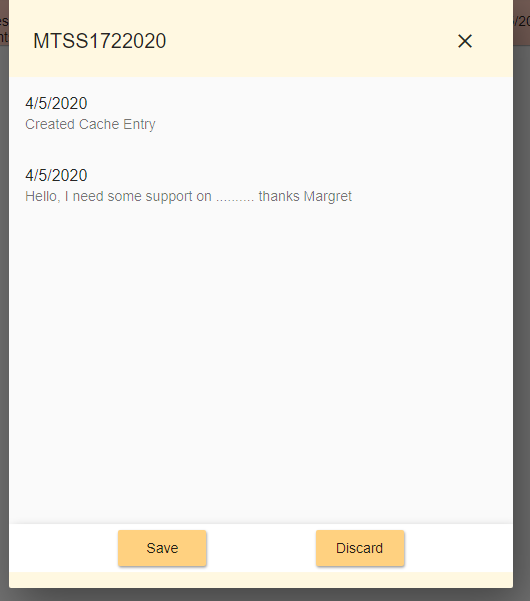 MTSS1722020
4/5/2020
Created Cache Entry
4/5/2020
Hello, I need some support on .......... thanks Margret
Save
Discard